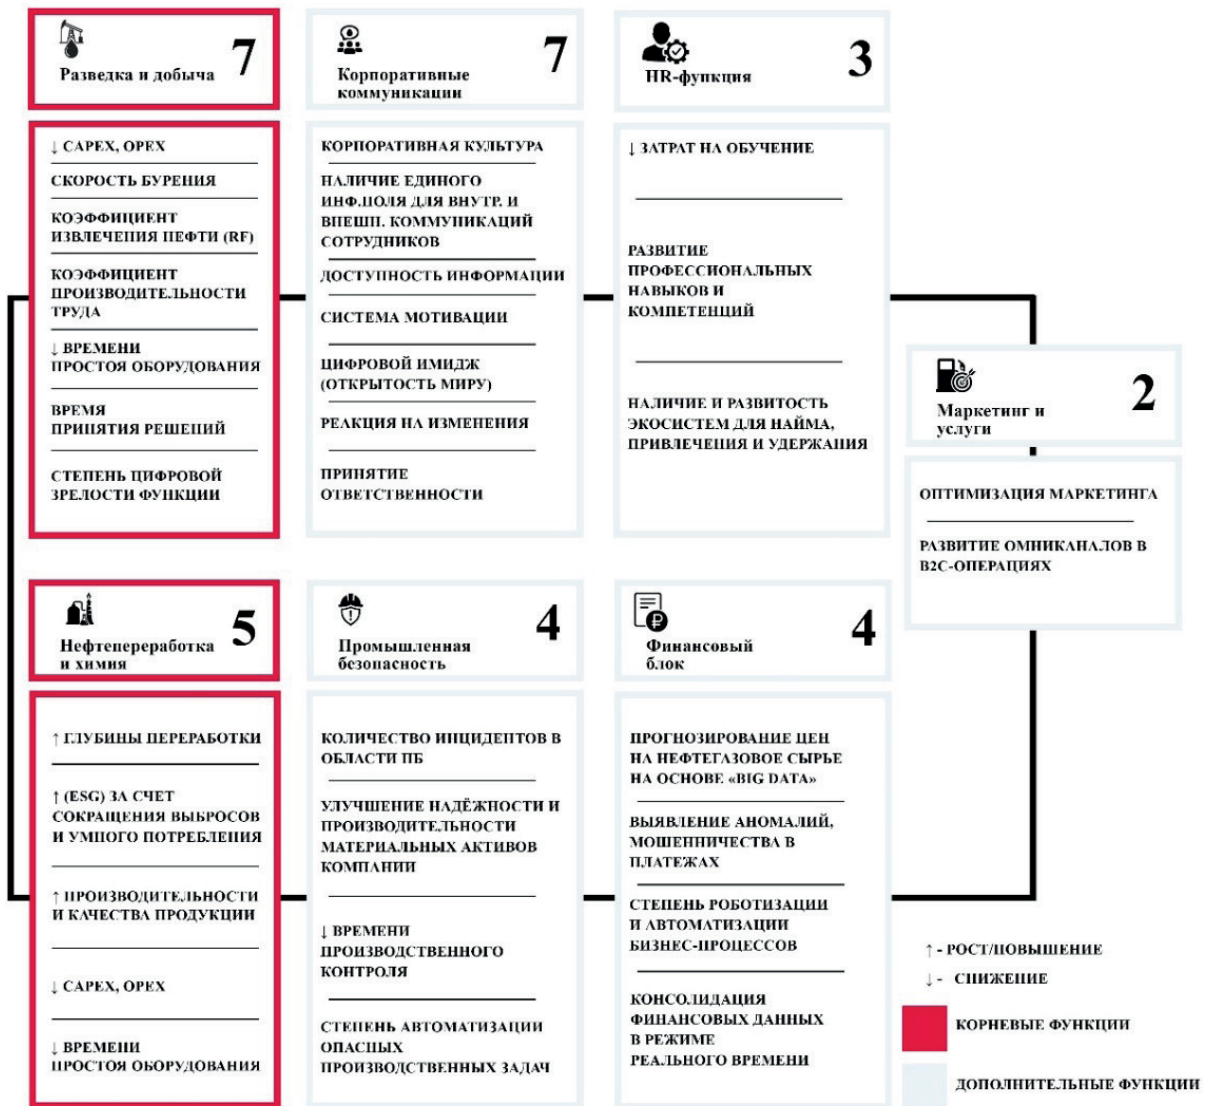 Разведка и добыча
7
↓ CAPEX, OPEX
СКОРОСТЬ БУРЕНИЯ
КОЭФФИЦИЕНТ
ИЗВЛЕЧЕНИЯ НЕФТИ (RF)
КОЭФФИЦИЕНТ
ПРОИЗВОДИТЕЛЬНОСТИ
ТРУДА
↓ ВРЕМЕНИ
ПРОСТОЯ ОБОРУДОВАНИЯ
ВРЕМЯ
ПРИНЯТИЯ РЕШЕНИЙ
СТЕПЕНЬ ЦИФРОВОЙ
ЗРЕЛОСТИ ФУНКЦИИ
Корпоративные
коммуникации
7
КОРПОРАТИВНАЯ КУЛЬТУРА
НАЛИЧИЕ ЕДИНОГО
ИНФ.ПОЛЯ ДЛЯ ВНУТР. И
ВНЕШН. КОММУНИКАЦИЙ
СОТРУДНИКОВ
ДОСТУПНОСТЬ ИНФОРМАЦИИ
СИСТЕМА МОТИВАЦИИ
ЦИФРОВОЙ ИМИДЖ
(ОТКРЫТОСТЬ МИРУ)
РЕАКЦИЯ НА ИЗМЕНЕНИЯ
ПРИНЯТИЕ
ОТВЕТСТВЕННОСТИ
HR-функция
3
↓ ЗАТРАТ НА ОБУЧЕНИЕ
РАЗВИТИЕ
ПРОФЕССИОНАЛЬНЫХ
НАВЫКОВ И
КОМПЕТЕНЦИЙ
НАЛИЧИЕ И РАЗВИТОСТЬ
ЭКОСИСТЕМ ДЛЯ НАЙМА,
ПРИВЛЕЧЕНИЯ И УДЕРЖАНИЯ
Маркетинг и
услуги
2
ОПТИМИЗАЦИЯ МАРКЕТИНГА
РАЗВИТИЕ ОМНИКАНАЛОВ В
B2C-ОПЕРАЦИЯХ
Нефтепереработка
и химия
5
↑ ГЛУБИНЫ ПЕРЕРАБОТКИ
↑ (ESG) ЗА СЧЕТ
СОКРАЩЕНИЯ ВЫБРОСОВ
И УМНОГО ПОТРЕБЛЕНИЯ
↑ ПРОИЗВОДИТЕЛЬНОСТИ
И КАЧЕСТВА ПРОДУКЦИИ
↓ CAPEX, OPEX
↓ ВРЕМЕНИ
ПРОСТОЯ ОБОРУДОВАНИЯ
Промышленная
безопасность
4
КОЛИЧЕСТВО ИНЦИДЕНТОВ В
ОБЛАСТИ ПБ
УЛУЧШЕНИЕ НАДЁЖНОСТИ И
ПРОИЗВОДИТЕЛЬНОСТИ
МАТЕРИАЛЬНЫХ АКТИВОВ
КОМПАНИИ
↓ ВРЕМЕНИ
ПРОИЗВОДСТВЕННОГО
КОНТРОЛЯ
СТЕПЕНЬ АВТОМАТИЗАЦИИ
ОПАСНЫХ
ПРОИЗВОДСТВЕННЫХ ЗАДАЧ
Финансовый
блок
4
ПРОГНОЗИРОВАНИЕ ЦЕН
НА НЕФТЕГАЗОВОЕ СЫРЬЕ
НА ОСНОВЕ «BIG DATA»
ВЫЯВЛЕНИЕ АНОМАЛИЙ,
МОШЕННИЧЕСТВА В
ПЛАТЕЖАХ
СТЕПЕНЬ РОБОТИЗАЦИИ
И АВТОМАТИЗАЦИИ
БИЗНЕС-ПРОЦЕССОВ
КОНСОЛИДАЦИЯ
ФИНАНСОВЫХ ДАННЫХ
В РЕЖИМЕ
РЕАЛЬНОГО ВРЕМЕНИ
↑ - РОСТ/ПОВЫШЕНИЕ
↓ - СНИЖЕНИЕ
КОРНЕВЫЕ ФУНКЦИИ
ДОПОЛНИТЕЛЬНЫЕ ФУНКЦИИ